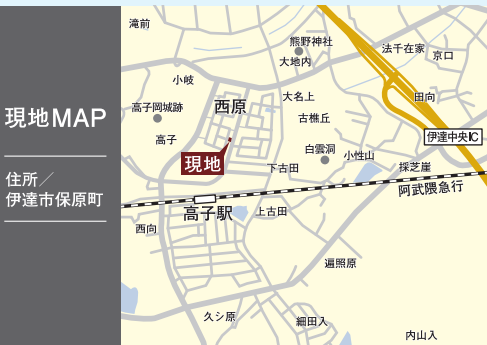 現地MAP
住所／
伊達市保原町
滝前
熊野神社
大地内
法千在家
京口
小岐
高子岡城跡
西原
大名上
田向
古樵丘
高子
現地
白雲洞
小性山
伊達中央IC
下古田
採芝崖
阿武隈急行
高子駅
上古田
西向
遍照原
久シ原
細田入
内山入